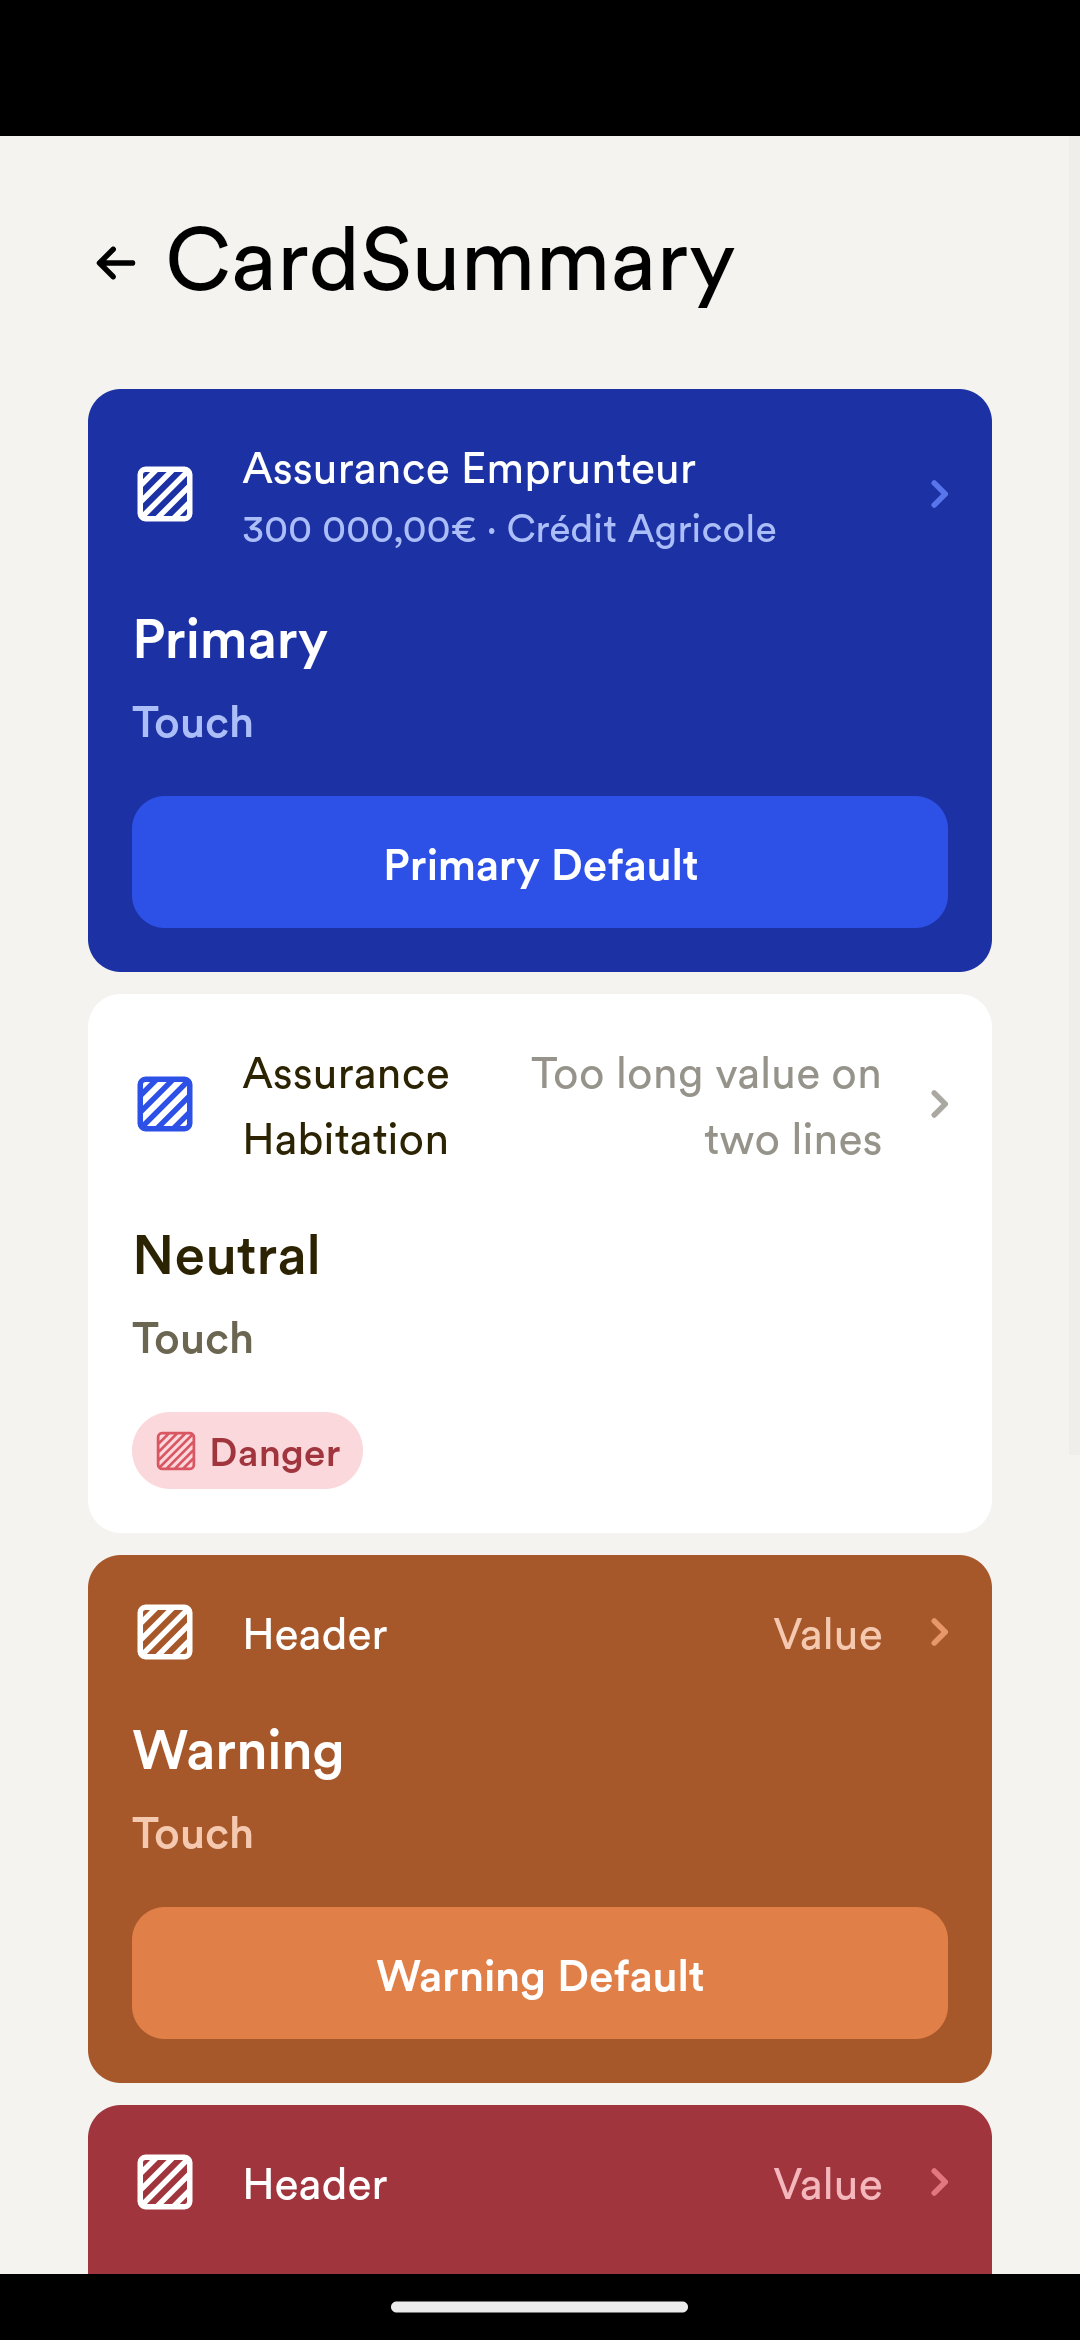 CardSummary
Assurance Emprunteur
300 000,00€ · Crédit Agricole
Primary
Touch
Primary Default
Assurance
Habitation
Too long value on
two lines
Neutral
Touch
Danger
Header
Value
Warning
Touch
Warning Default
Header
Value